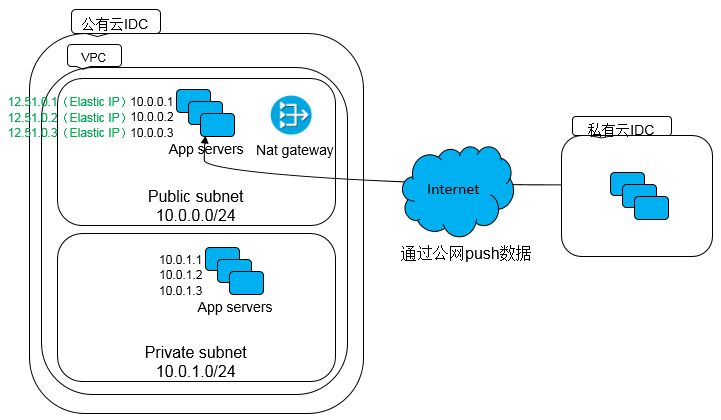 公有云IDC
VPC
12.51.0.1（Elastic IP）10.0.0.1
12.51.0.2（Elastic IP）10.0.0.2
12.51.0.3（Elastic IP）10.0.0.3
App servers
Nat gateway
Public subnet
10.0.0.0/24
10.0.1.1
10.0.1.2
10.0.1.3
App servers
Private subnet
10.0.1.0/24
Internet
通过公网push数据
私有云IDC